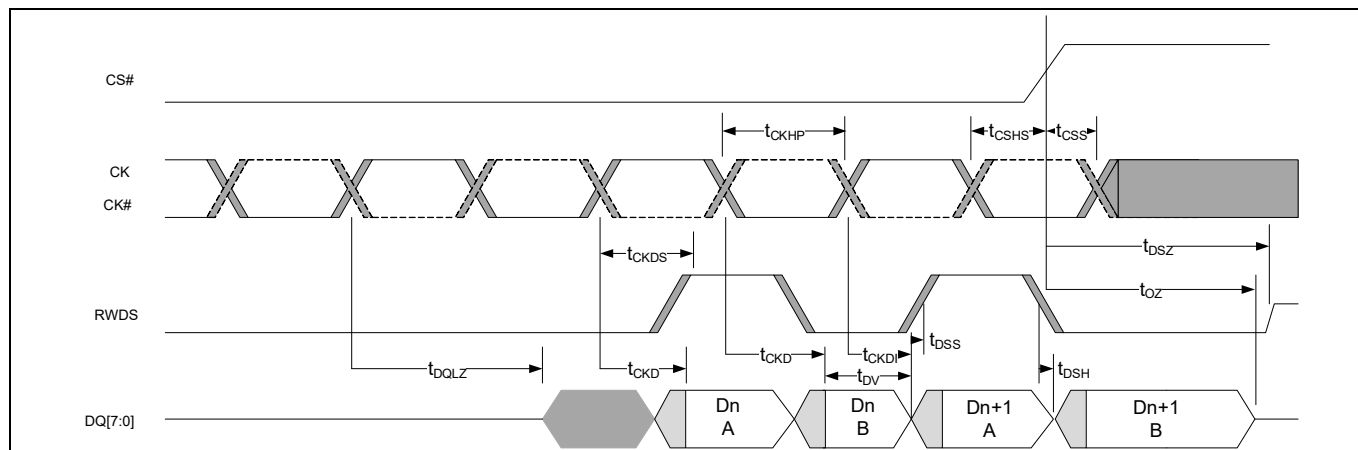 CS#
tCKHP
tCSHS
tCSS
CK
CK#
tCKDS
tDSZ
tOZ
RWDS
tDSS
tDQLZ
tCKD
tCKD
tCKDI
tDV
tDSH
DQ[7:0]
Dn
A
Dn
B
Dn+1
A
Dn+1
B